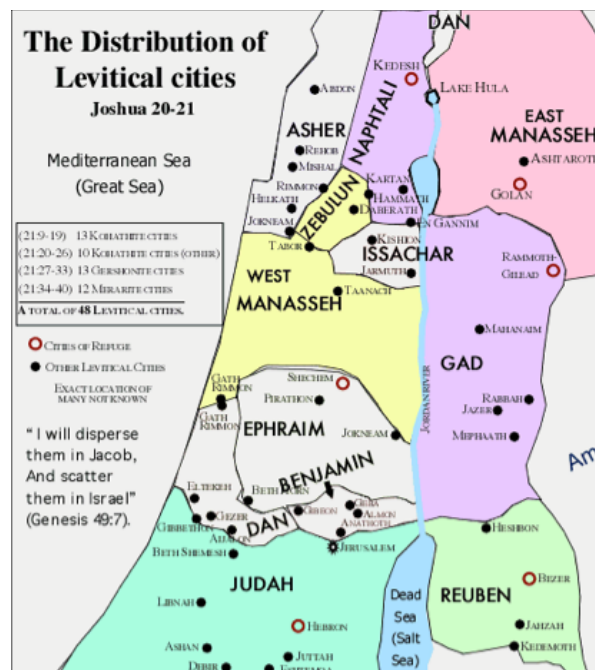 The Distribution of
Levitical cities
Joshua 20-21
Mediterranean Sea
(Great Sea)
(21:9-19) 13 Kohathite cities
(21:20-26) 10 Kohathite cities (other)
(21:27-33) 13 Gershonite cities
(21:34-40) 12 Merarite cities
A total of 48 Levitical cities.
Cities of Refuge
Other Levitical Cities
Exact location of
many not known
“ I will disperse
them in Jacob,
And scatter
them in Israel”
(Genesis 49:7).
DAN
Kedesh
Lake Hula
Abdon
NAPHTALI
EAST
MANASSEH
ASHER
Rehob
Mishal
Ashtaroth
Golan
Rimmon
Kartan
Hammath
Helkath
ZEBULUN
Daberath
Jokneam
En Gannim
Tabor
Kishion
ISSACHAR
Jarmuth
Rammoth-
Gilead
WEST
MANASSEH
Taanach
Mahanaim
GAD
Jordan River
Shechem
Gath
Rimmon
Pirathon
Gath
Rimmon
EPHRAIM
Jokneam
Rabbah
Jazer
Mephaath
Am
BENJAMIN
Eltekeh
Beth Horn
Geba
Gibeon
Almon
Gezer
DAN
Anathoth
Gibbethon
Aijalon
Heshbon
Beth Shemesh
Jerusalem
JUDAH
REUBEN
Bezer
Dead
Sea
(Salt
Sea)
Libnah
Hebron
Jahzah
Ashan
Juttah
Kedemoth
Debir